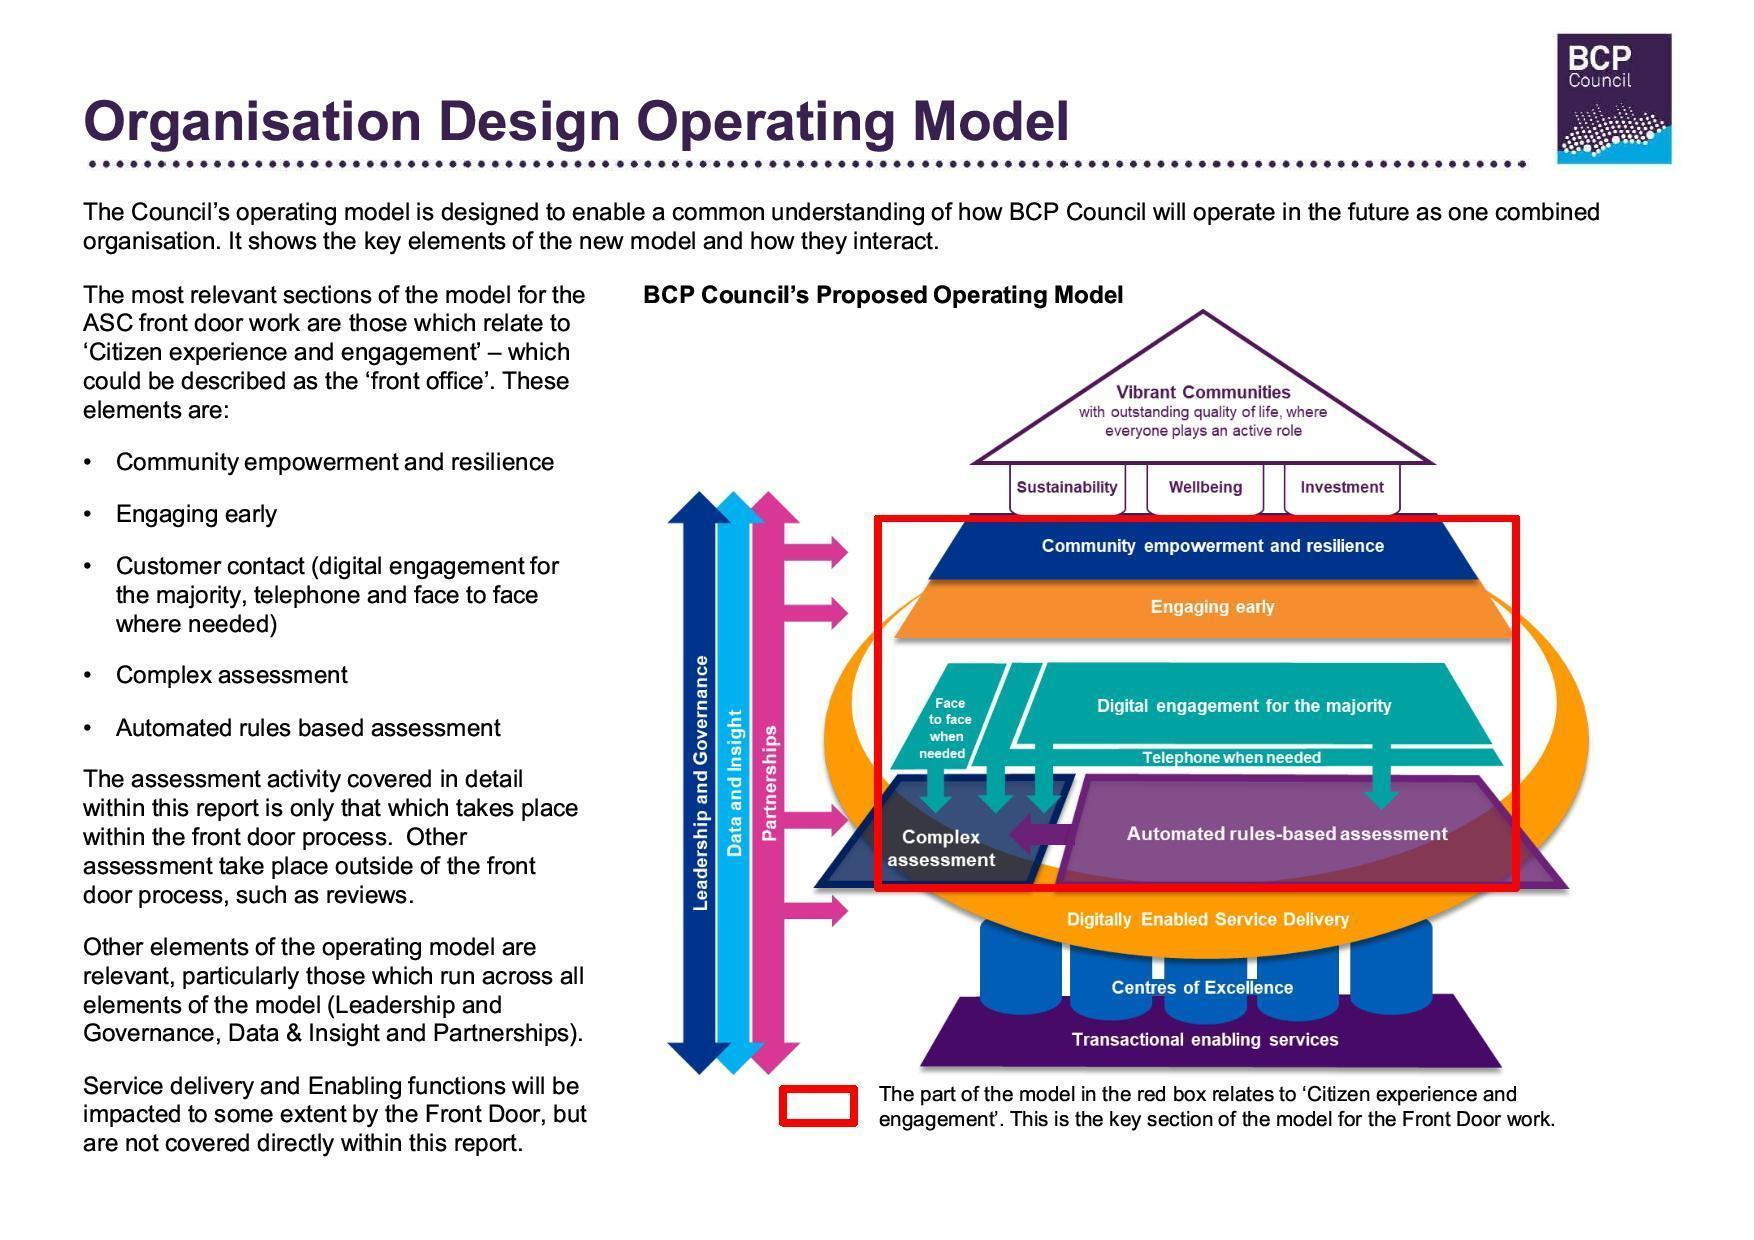 BCP
Council
Organisation Design Operating Model
The Council's operating model is designed to enable a common understanding of how BCP Council will operate in the future as one combined
organisation. It shows the key elements of the new model and how they interact.
The most relevant sections of the model for the
ASC front door work are those which relate to
‘Citizen experience and engagement’ – which
could be described as the ‘front office’. These
elements are:
• Community empowerment and resilience
• Engaging early
• Customer contact (digital engagement for
the majority, telephone and face to face
where needed)
• Complex assessment
• Automated rules based assessment
The assessment activity covered in detail
within this report is only that which takes place
within the front door process.  Other
assessment take place outside of the front
door process, such as reviews.
Other elements of the operating model are
relevant, particularly those which run across all
elements of the model (Leadership and
Governance, Data & Insight and Partnerships).
Service delivery and Enabling functions will be
impacted to some extent by the Front Door, but
are not covered directly within this report.
BCP Council’s Proposed Operating Model
Vibrant Communities
with outstanding quality of life, where
everyone plays an active role
Sustainability
Wellbeing
Investment
Leadership and Governance
Data and Insight
Partnerships
Community empowerment and resilience
Engaging early
Face
to face
when
needed
Digital engagement for the majority
Telephone when needed
Complex
assessment
Automated rules-based assessment
Digitally Enabled Service Delivery
Centres of Excellence
Transactional enabling services
The part of the model in the red box relates to ‘Citizen experience and
engagement’. This is the key section of the model for the Front Door work.